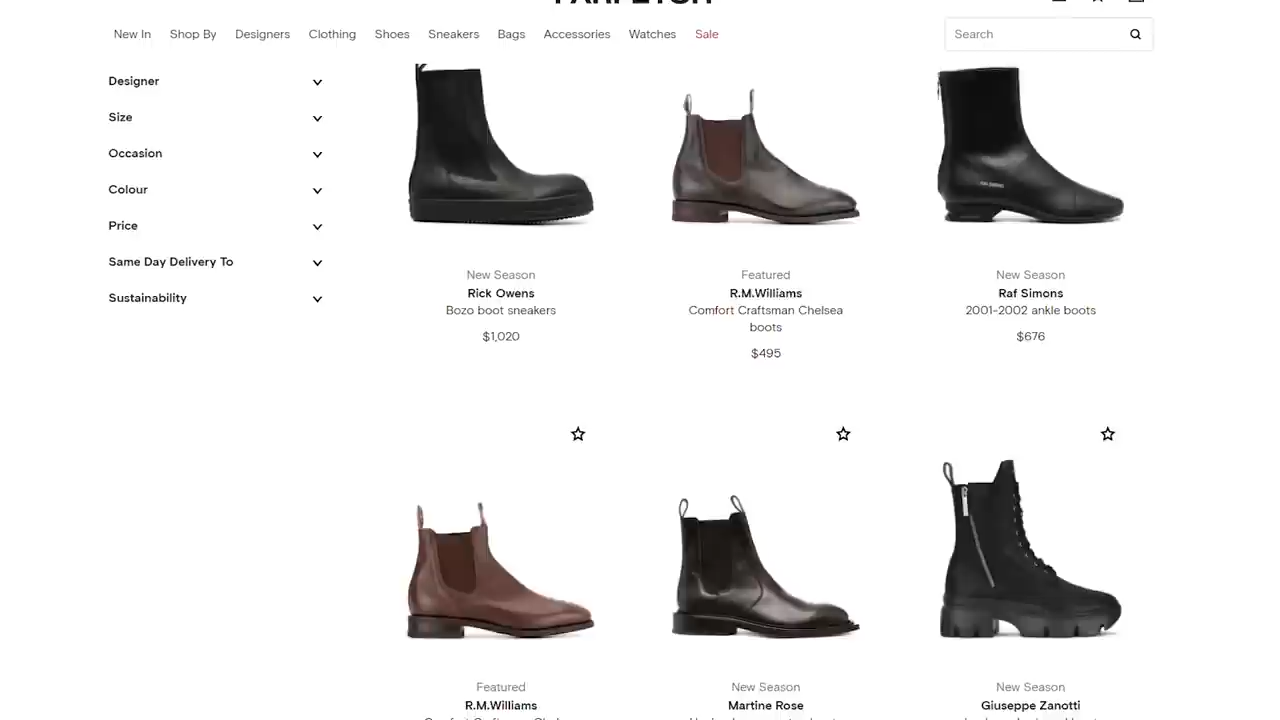 New In Shop By Designers Clothing Shoes Sneakers Bags Accessories Watches Sale Search
Designer
Size
Occasion
Colour
Price
Same Day Delivery To
Sustainability
New Season
Rick Owens
Bozo boot sneakers
$1,020
Featured
R.M.Williams
Comfort Craftsman Chelsea
boots
$495
New Season
Raf Simons
2001-2002 ankle boots
$676
Featured
R.M.Williams
New Season
Martine Rose
New Season
Giuseppe Zanotti